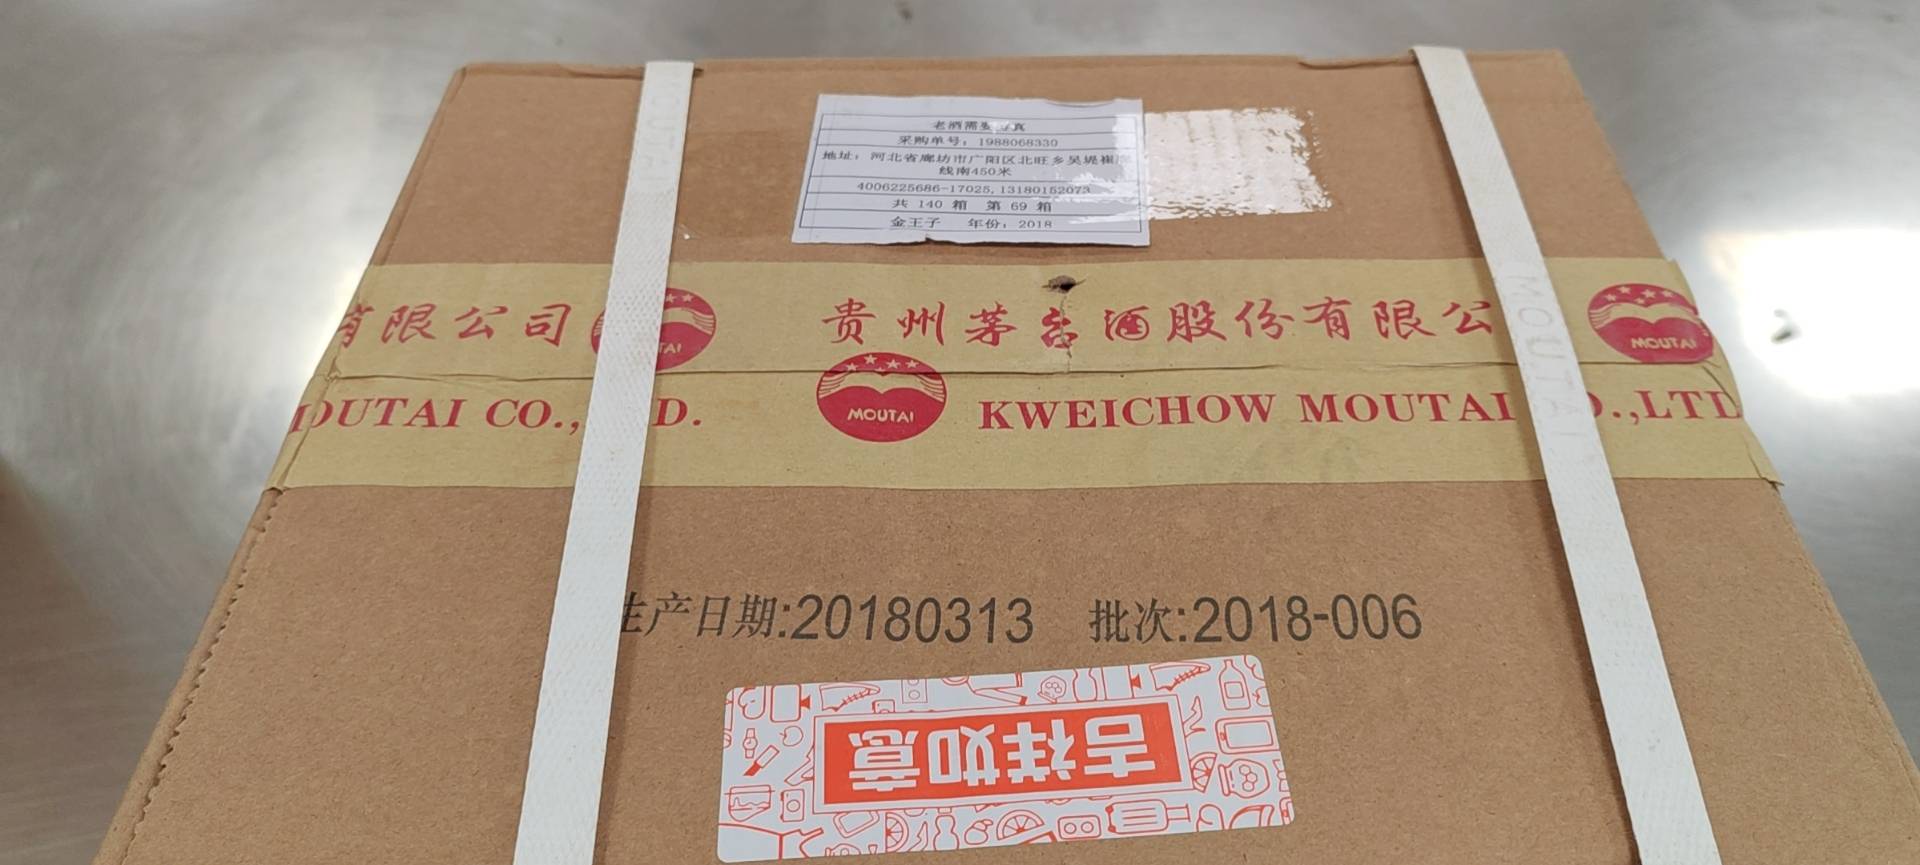 老酒需要 真
采购单号：1988068330
地址：河北省廊坊市广阳区北旺乡吴堤崔
线南450米
4006225686-17025,13180152073
共 140 箱 第 69 箱
金王子 年份：2018
有限公司
TAI
贵州茅台酒股份有限公
MOUTAI
OUTAI CO., D.
MOUTAI
KWEICHOW MOUTAI O.,LTD
MOUTAI
MOUTAI
生产日期:20180313 批次:2018-006
吉祥如意